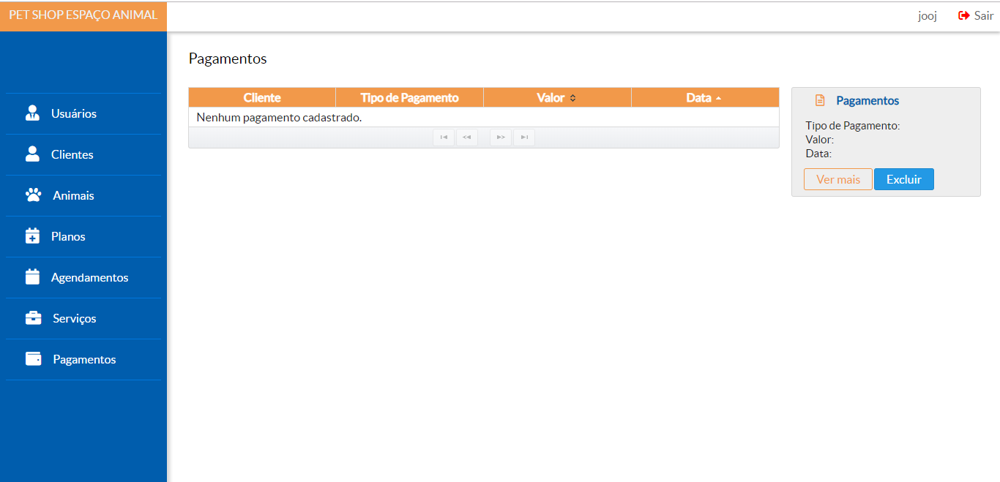 PET SHOP ESPAÇO ANIMAL
jooj
Sair
Usuários
Clientes
Animais
Planos
Agendamentos
Serviços
Pagamentos
Pagamentos
Cliente Tipo de Pagamento Valor Data
Nenhum pagamento cadastrado.
Pagamentos
Tipo de Pagamento:
Valor:
Data:
Ver mais Excluir